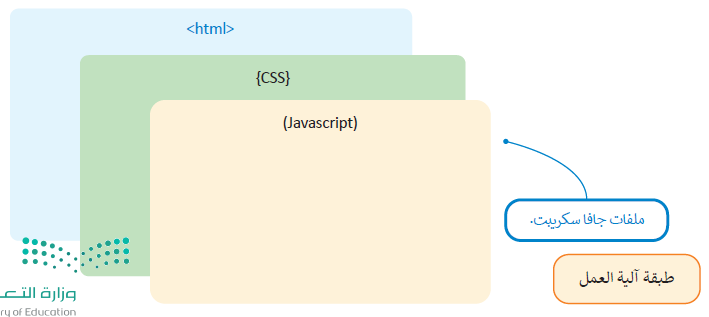 <html>
{CSS}
(Javascript)
ملفات جافا سكريبت.
طبقة آلية العمل
وزارة التعـ
ry of Education